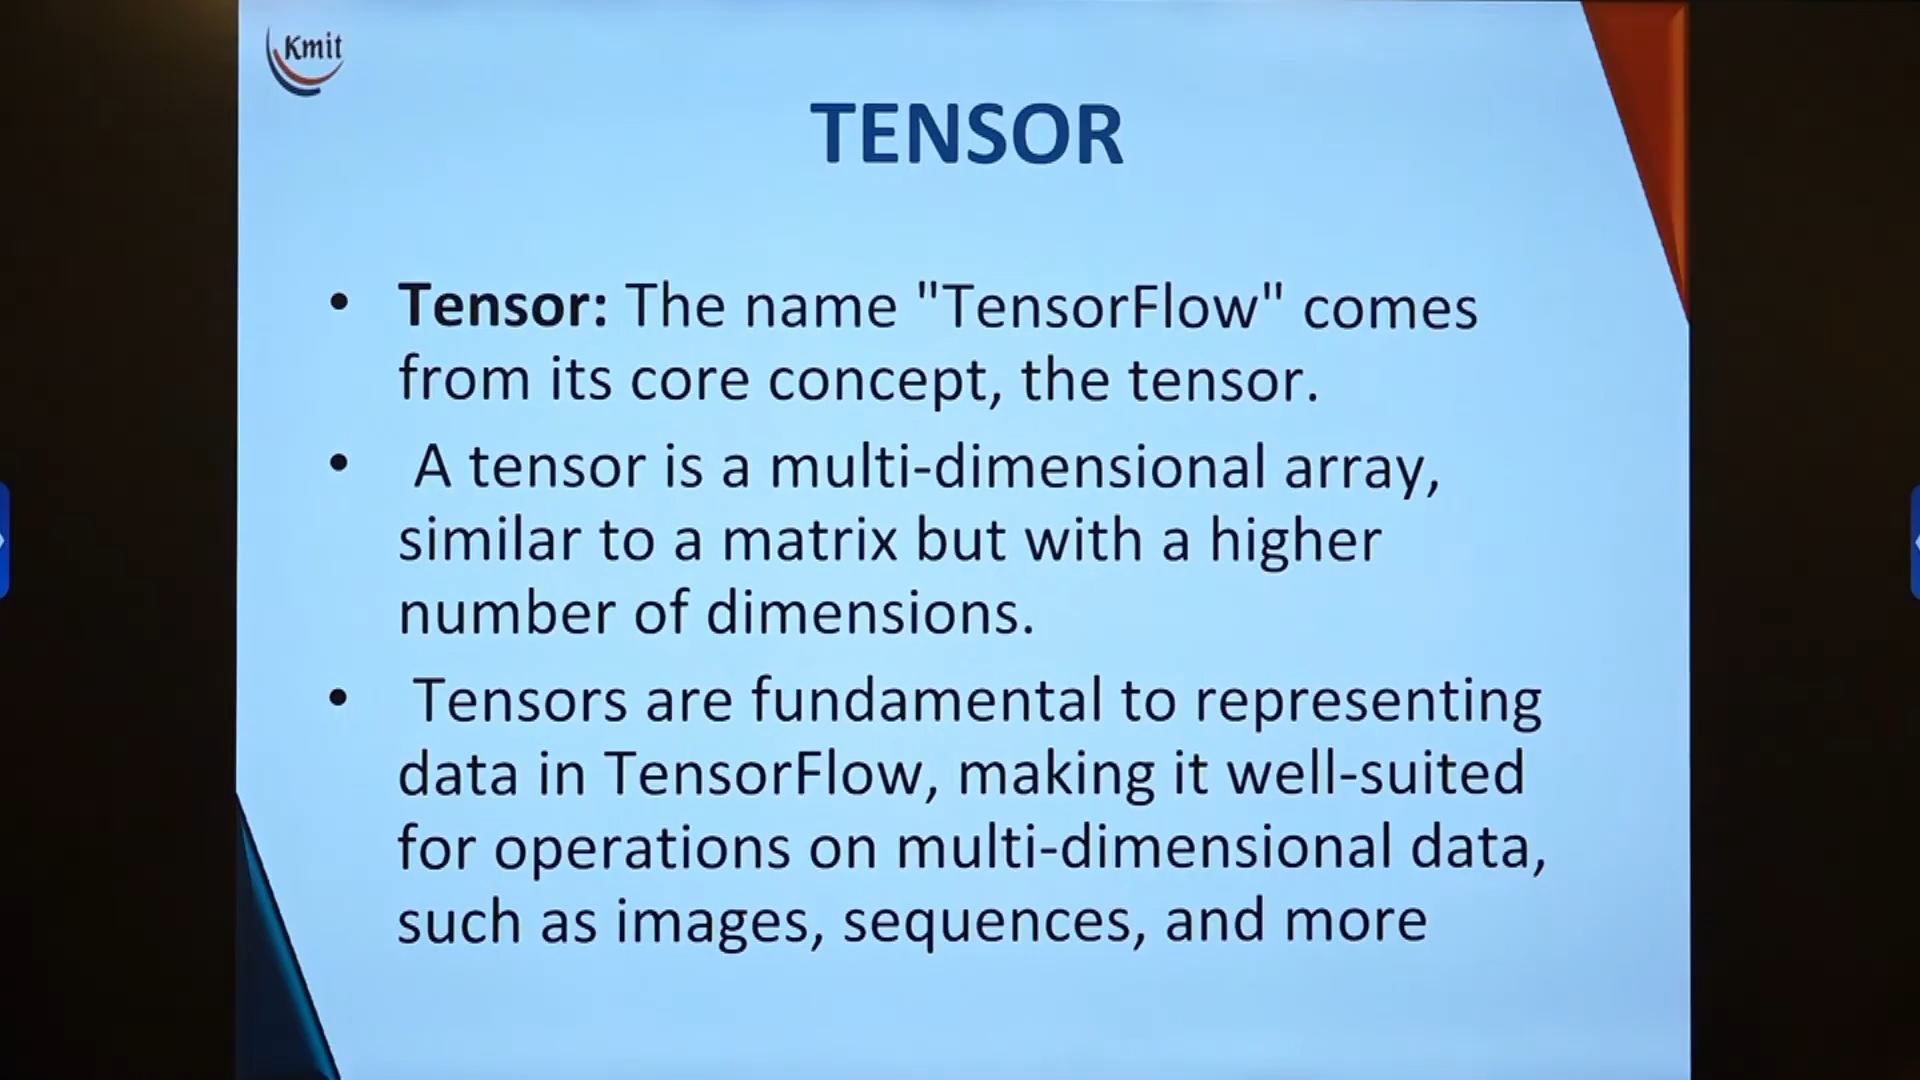 Kmit
TENSOR
• Tensor: The name "TensorFlow" comes
from its core concept, the tensor.
• A tensor is a multi-dimensional array,
similar to a matrix but with a higher
number of dimensions.
• Tensors are fundamental to representing
data in TensorFlow, making it well-suited
for operations on multi-dimensional data,
such as images, sequences, and more